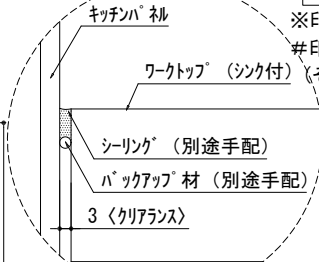 キッチンパネル
※印
#印
ワークトップ（シンク付）
シーリング（別途手配）
バックアップ材（別途手配）
3〈クリアランス〉